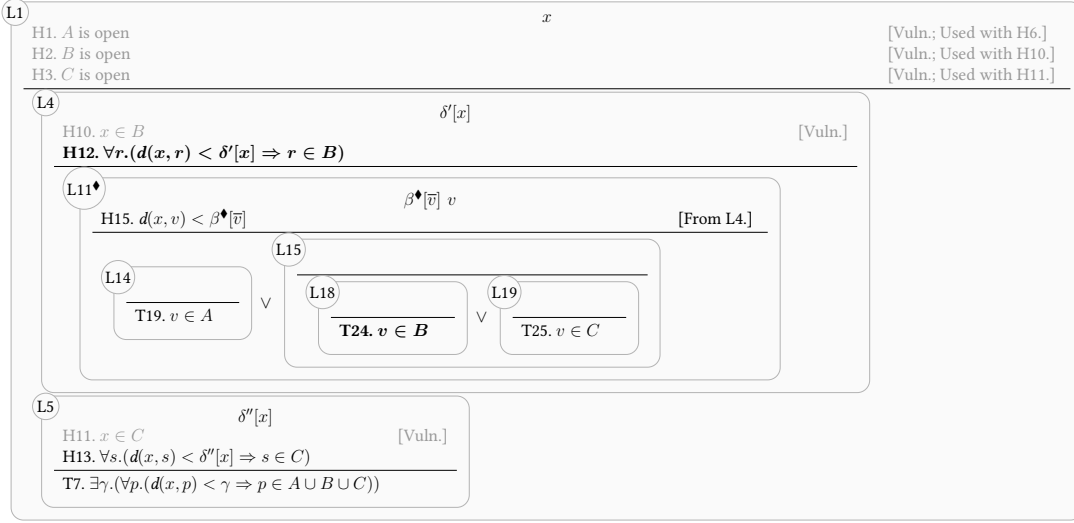 L1
x
H1. A is open [Vuln.; Used with H6.]
H2. B is open [Vuln.; Used with H10.]
H3. C is open [Vuln.; Used with H11.]
L4
δ′[x]
H10. x ∈ B [Vuln.]
H12. ∀r.(d(x, r) < δ′[x] ⇒ r ∈ B)
L11♦
β♦[v̅] v
H15. d(x, v) < β♦[v̅] [From L4.]
L14
T19. v ∈ A
∨
L15
L18
T24. v ∈ B
∨
L19
T25. v ∈ C
L5
δ″[x]
H11. x ∈ C [Vuln.]
H13. ∀s.(d(x, s) < δ″[x] ⇒ s ∈ C)
T7. ∃γ.(∀p.(d(x, p) < γ ⇒ p ∈ A ∪ B ∪ C))